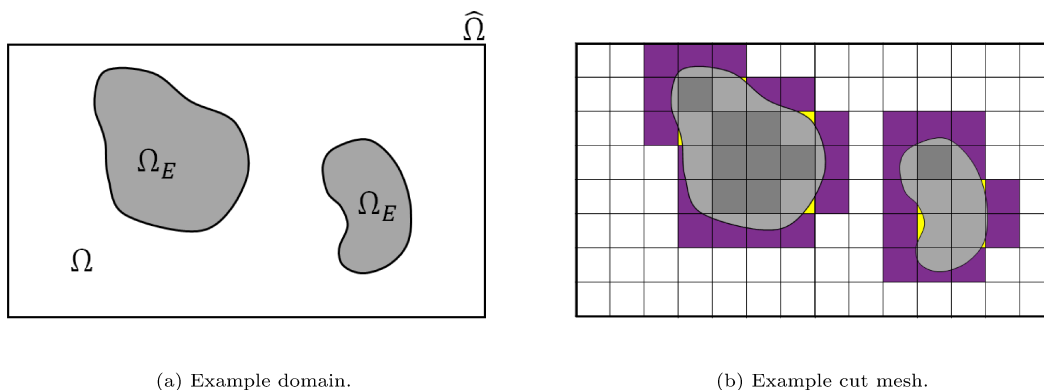 Ω̂
Ω_E
Ω_E
Ω
(a) Example domain.
(b) Example cut mesh.